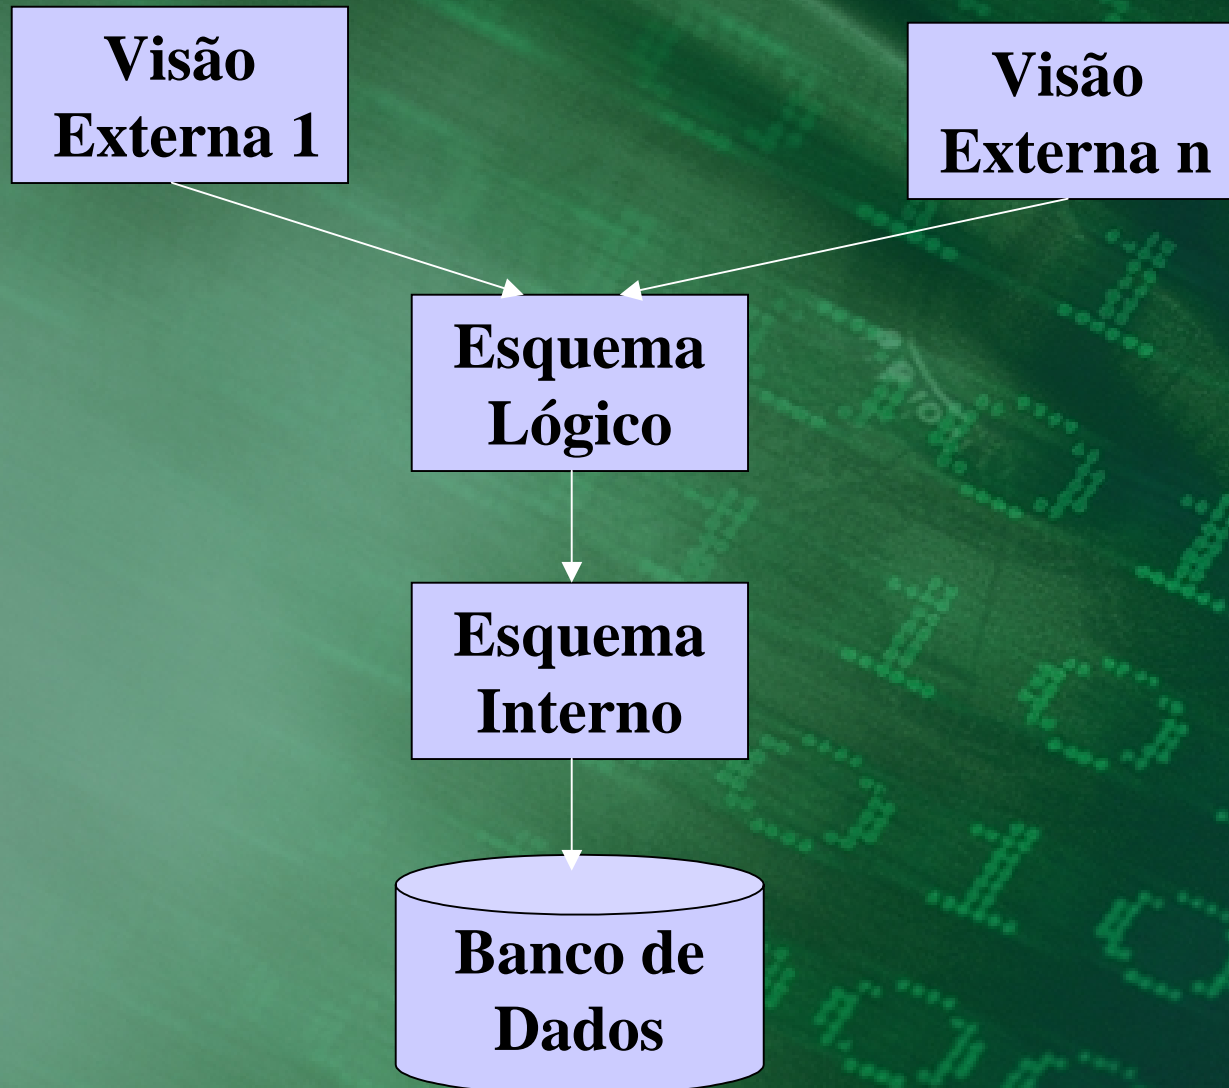 Visão
Externa 1
Visão
Externa n
Esquema
Lógico
Esquema
Interno
Banco de
Dados